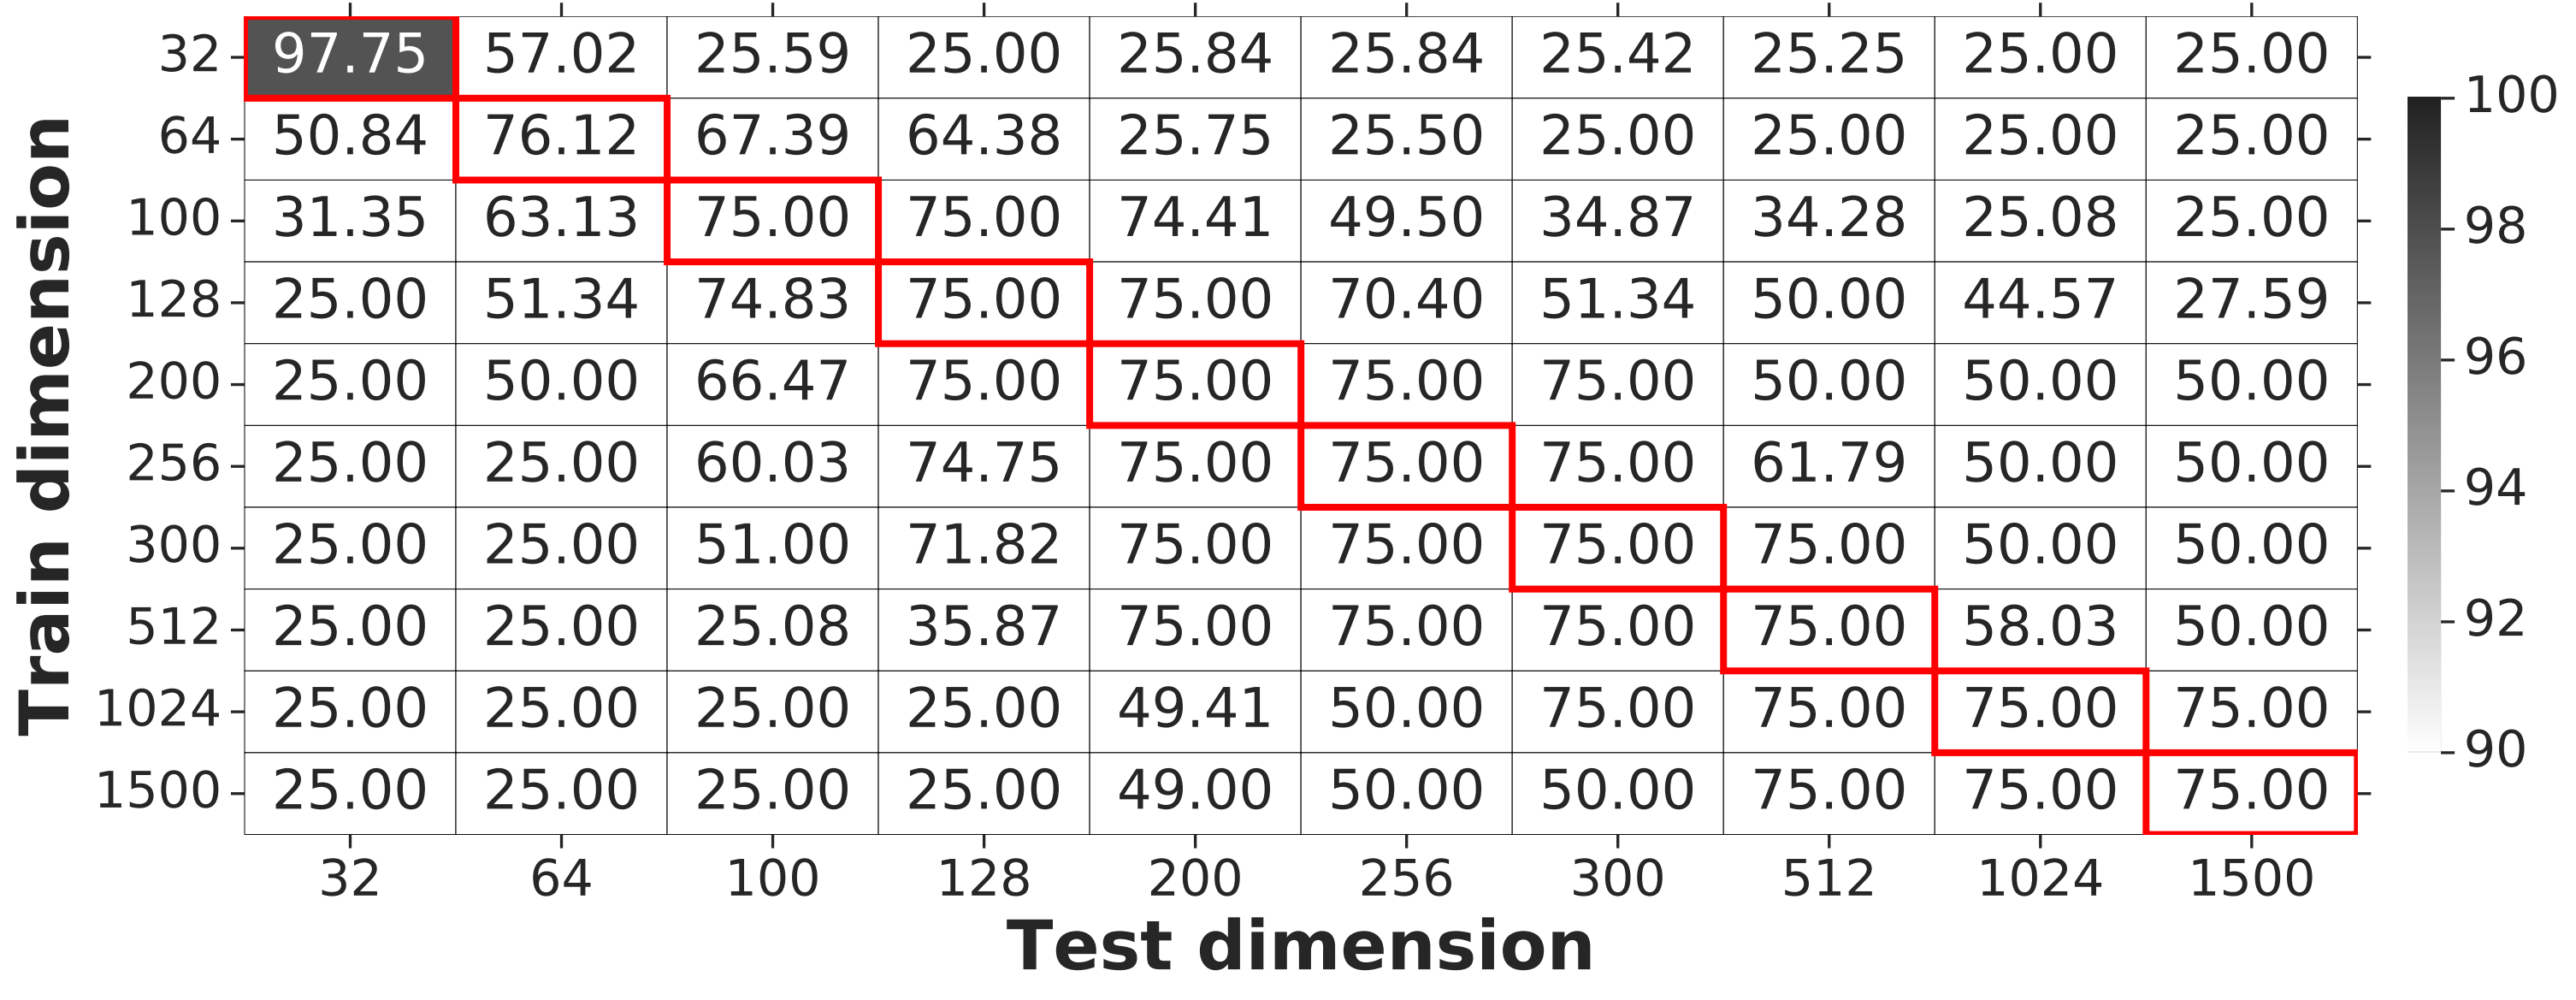 32 97.75 57.02 25.59 25.00 25.84 25.84 25.42 25.25 25.00 25.00
64 50.84 76.12 67.39 64.38 25.75 25.50 25.00 25.00 25.00 25.00
100 31.35 63.13 75.00 75.00 74.41 49.50 34.87 34.28 25.08 25.00
128 25.00 51.34 74.83 75.00 75.00 70.40 51.34 50.00 44.57 27.59
200 25.00 50.00 66.47 75.00 75.00 75.00 75.00 50.00 50.00 50.00
256 25.00 25.00 60.03 74.75 75.00 75.00 75.00 61.79 50.00 50.00
300 25.00 25.00 51.00 71.82 75.00 75.00 75.00 75.00 50.00 50.00
512 25.00 25.00 25.08 35.87 75.00 75.00 75.00 75.00 58.03 50.00
1024 25.00 25.00 25.00 25.00 49.41 50.00 75.00 75.00 75.00 75.00
1500 25.00 25.00 25.00 25.00 49.00 50.00 50.00 75.00 75.00 75.00
32 64 100 128 200 256 300 512 1024 1500
Test dimension
Train dimension
100
98
96
94
92
90